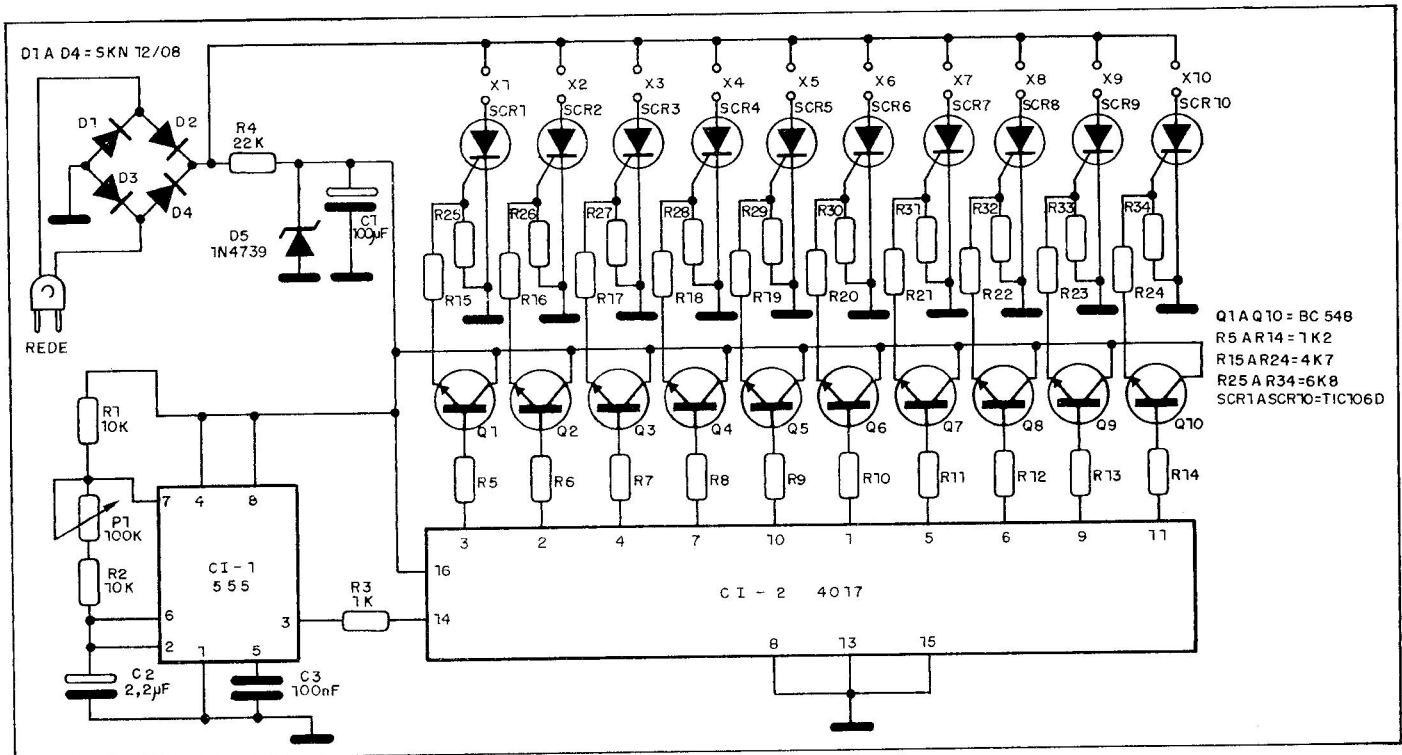 D1 A D4 = SKN 12/08
D1
D2
D3
D4
R4
22K
D5
1N4739
C1
100µF
REDE
X1
X2
X3
X4
X5
X6
X7
X8
X9
X10
SCR1
SCR2
SCR3
SCR4
SCR5
SCR6
SCR7
SCR8
SCR9
SCR10
R25
R26
R27
R28
R29
R30
R31
R32
R33
R34
R15
R16
R17
R18
R19
R20
R21
R22
R23
R24
Q1 A Q10 = BC 548
R5 A R14 = 1K2
R15 A R24 = 4K7
R25 A R34 = 6K8
SCR1 A SCR10 = TIC106D
Q1
Q2
Q3
Q4
Q5
Q6
Q7
Q8
Q9
Q10
R5
R6
R7
R8
R9
R10
R11
R12
R13
R14
R1
10K
P1
100K
R2
10K
7
4
8
CI-1
555
6
2
3
1
5
C2
2,2µF
C3
100nF
R3
1K
3
2
4
7
10
1
5
6
9
11
16
14
CI-2 4017
8
13
15